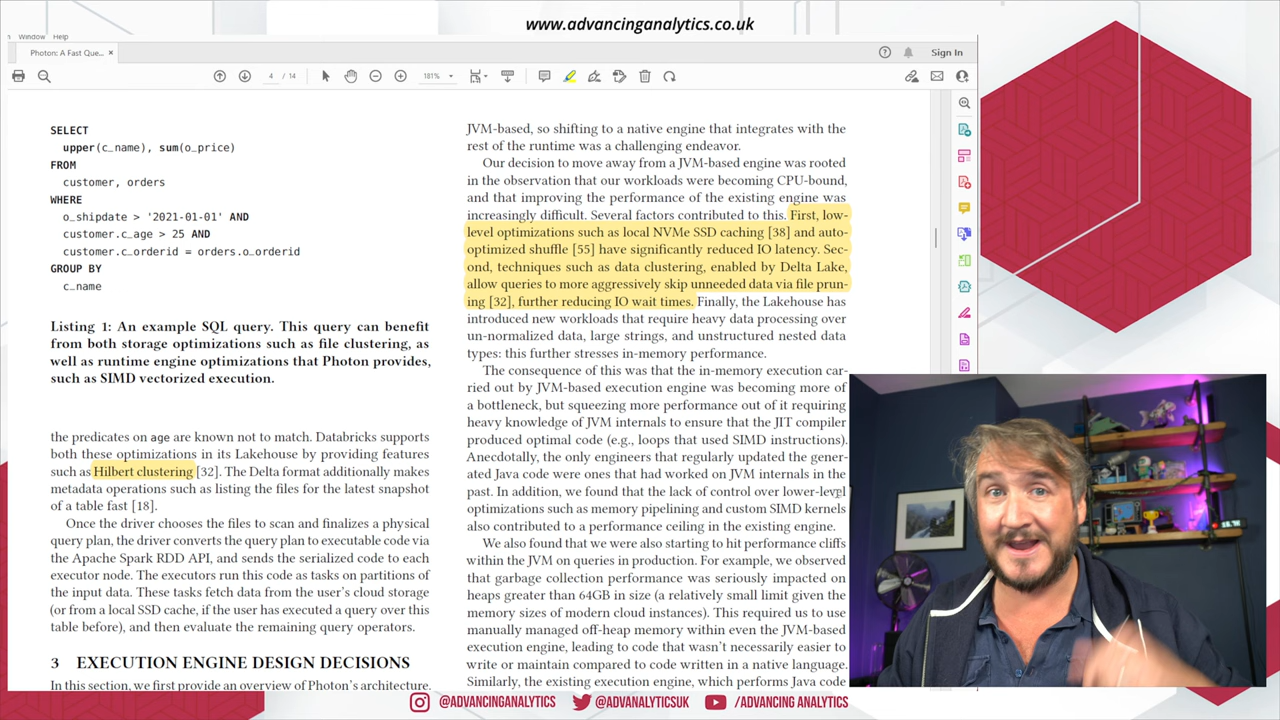 www.advancinganalytics.co.uk
Window Help
Photon: A Fast Que... ×
Sign In
4 / 14
181%
SELECT
upper(c_name), sum(o_price)
FROM
customer, orders
WHERE
o_shipdate > '2021-01-01' AND
customer.c_age > 25 AND
customer.c_orderid = orders.o_orderid
GROUP BY
c_name
Listing 1: An example SQL query. This query can benefit
from both storage optimizations such as file clustering, as
well as runtime engine optimizations that Photon provides,
such as SIMD vectorized execution.
the predicates on age are known not to match. Databricks supports
both these optimizations in its Lakehouse by providing features
such as Hilbert clustering [32]. The Delta format additionally makes
metadata operations such as listing the files for the latest snapshot
of a table fast [18].
Once the driver chooses the files to scan and finalizes a physical
query plan, the driver converts the query plan to executable code via
the Apache Spark RDD API, and sends the serialized code to each
executor node. The executors run this code as tasks on partitions of
the input data. These tasks fetch data from the user's cloud storage
(or from a local SSD cache, if the user has executed a query over this
table before), and then evaluate the remaining query operators.
3 EXECUTION ENGINE DESIGN DECISIONS
In this section, we first provide an overview of Photon's architecture.
JVM-based, so shifting to a native engine that integrates with the
rest of the runtime was a challenging endeavor.
Our decision to move away from a JVM-based engine was rooted
in the observation that our workloads were becoming CPU-bound,
and that improving the performance of the existing engine was
increasingly difficult. Several factors contributed to this. First, low-
level optimizations such as local NVMe SSD caching [38] and auto-
optimized shuffle [55] have significantly reduced IO latency. Sec-
ond, techniques such as data clustering, enabled by Delta Lake,
allow queries to more aggressively skip unneeded data via file prun-
ing [32], further reducing IO wait times. Finally, the Lakehouse has
introduced new workloads that require heavy data processing over
un-normalized data, large strings, and unstructured nested data
types: this further stresses in-memory performance.
The consequence of this was that the in-memory execution car-
ried out by JVM-based execution engine was becoming more of
a bottleneck, but squeezing more performance out of it requiring
heavy knowledge of JVM internals to ensure that the JIT compiler
produced optimal code (e.g., loops that used SIMD instructions).
Anecdotally, the only engineers that regularly updated the gener-
ated Java code were ones that had worked on JVM internals in the
past. In addition, we found that the lack of control over lower-level
optimizations such as memory pipelining and custom SIMD kernels
also contributed to a performance ceiling in the existing engine.
We also found that we were also starting to hit performance cliffs
within the JVM on queries in production. For example, we observed
that garbage collection performance was seriously impacted on
heaps greater than 64GB in size (a relatively small limit given the
memory sizes of modern cloud instances). This required us to use
manually managed off-heap memory within even the JVM-based
execution engine, leading to code that wasn't necessarily easier to
write or maintain compared to code written in a native language.
Similarly, the existing execution engine, which performs Java code
@ADVANCINGANALYTICS @ADVANALYTICSUK /ADVANCING ANALYTICS